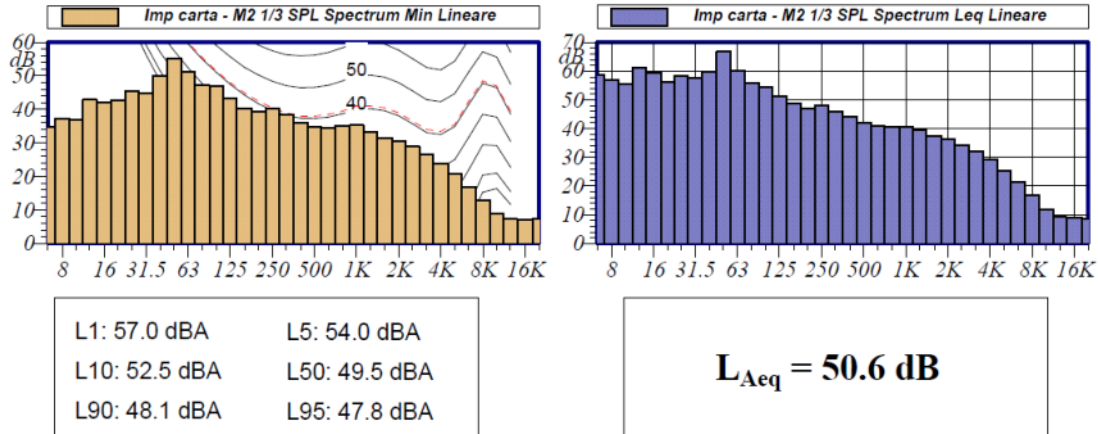 Imp carta - M2 1/3 SPL Spectrum Min Lineare
60
dB
50
40
30
20
10
0
50
40
8 16 31.5 63 125 250 500 1K 2K 4K 8K 16K
Imp carta - M2 1/3 SPL Spectrum Leq Lineare
70
dB
60
50
40
30
20
10
0
8 16 31.5 63 125 250 500 1K 2K 4K 8K 16K
L1: 57.0 dBA L5: 54.0 dBA
L10: 52.5 dBA L50: 49.5 dBA
L90: 48.1 dBA L95: 47.8 dBA
LAeq = 50.6 dB